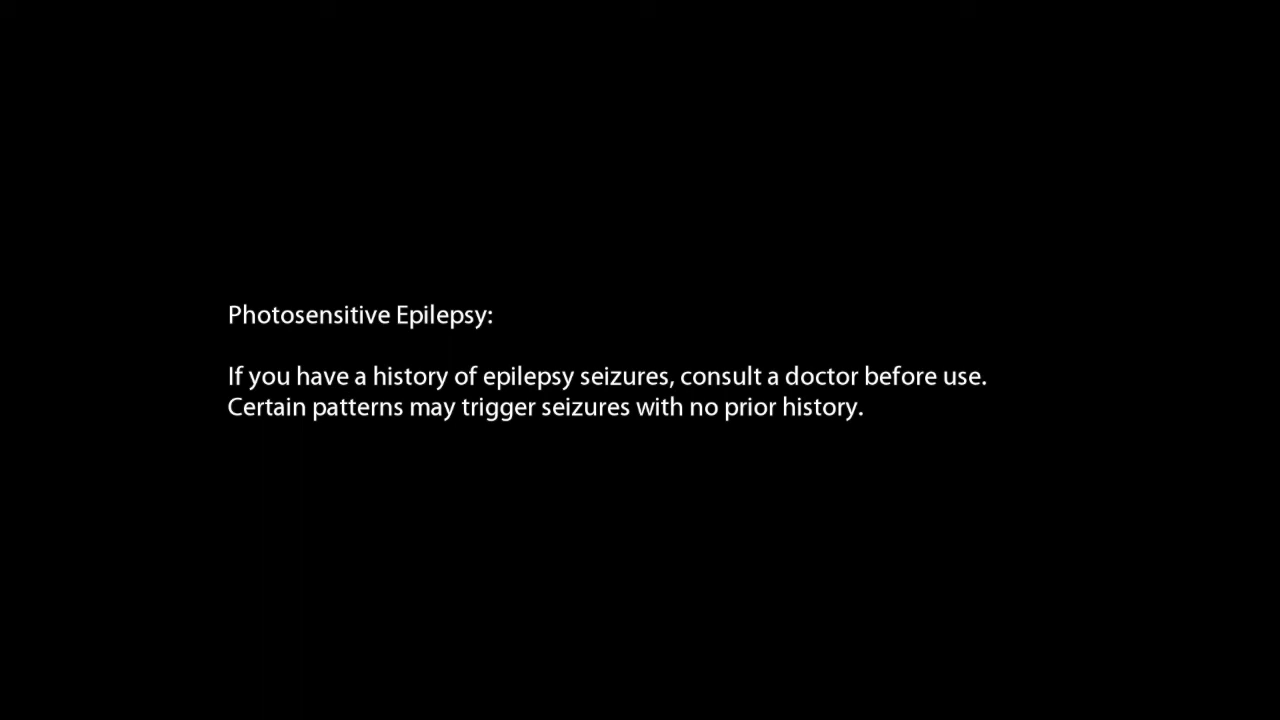 Photosensitive Epilepsy:
If you have a history of epilepsy seizures, consult a doctor before use.
Certain patterns may trigger seizures with no prior history.